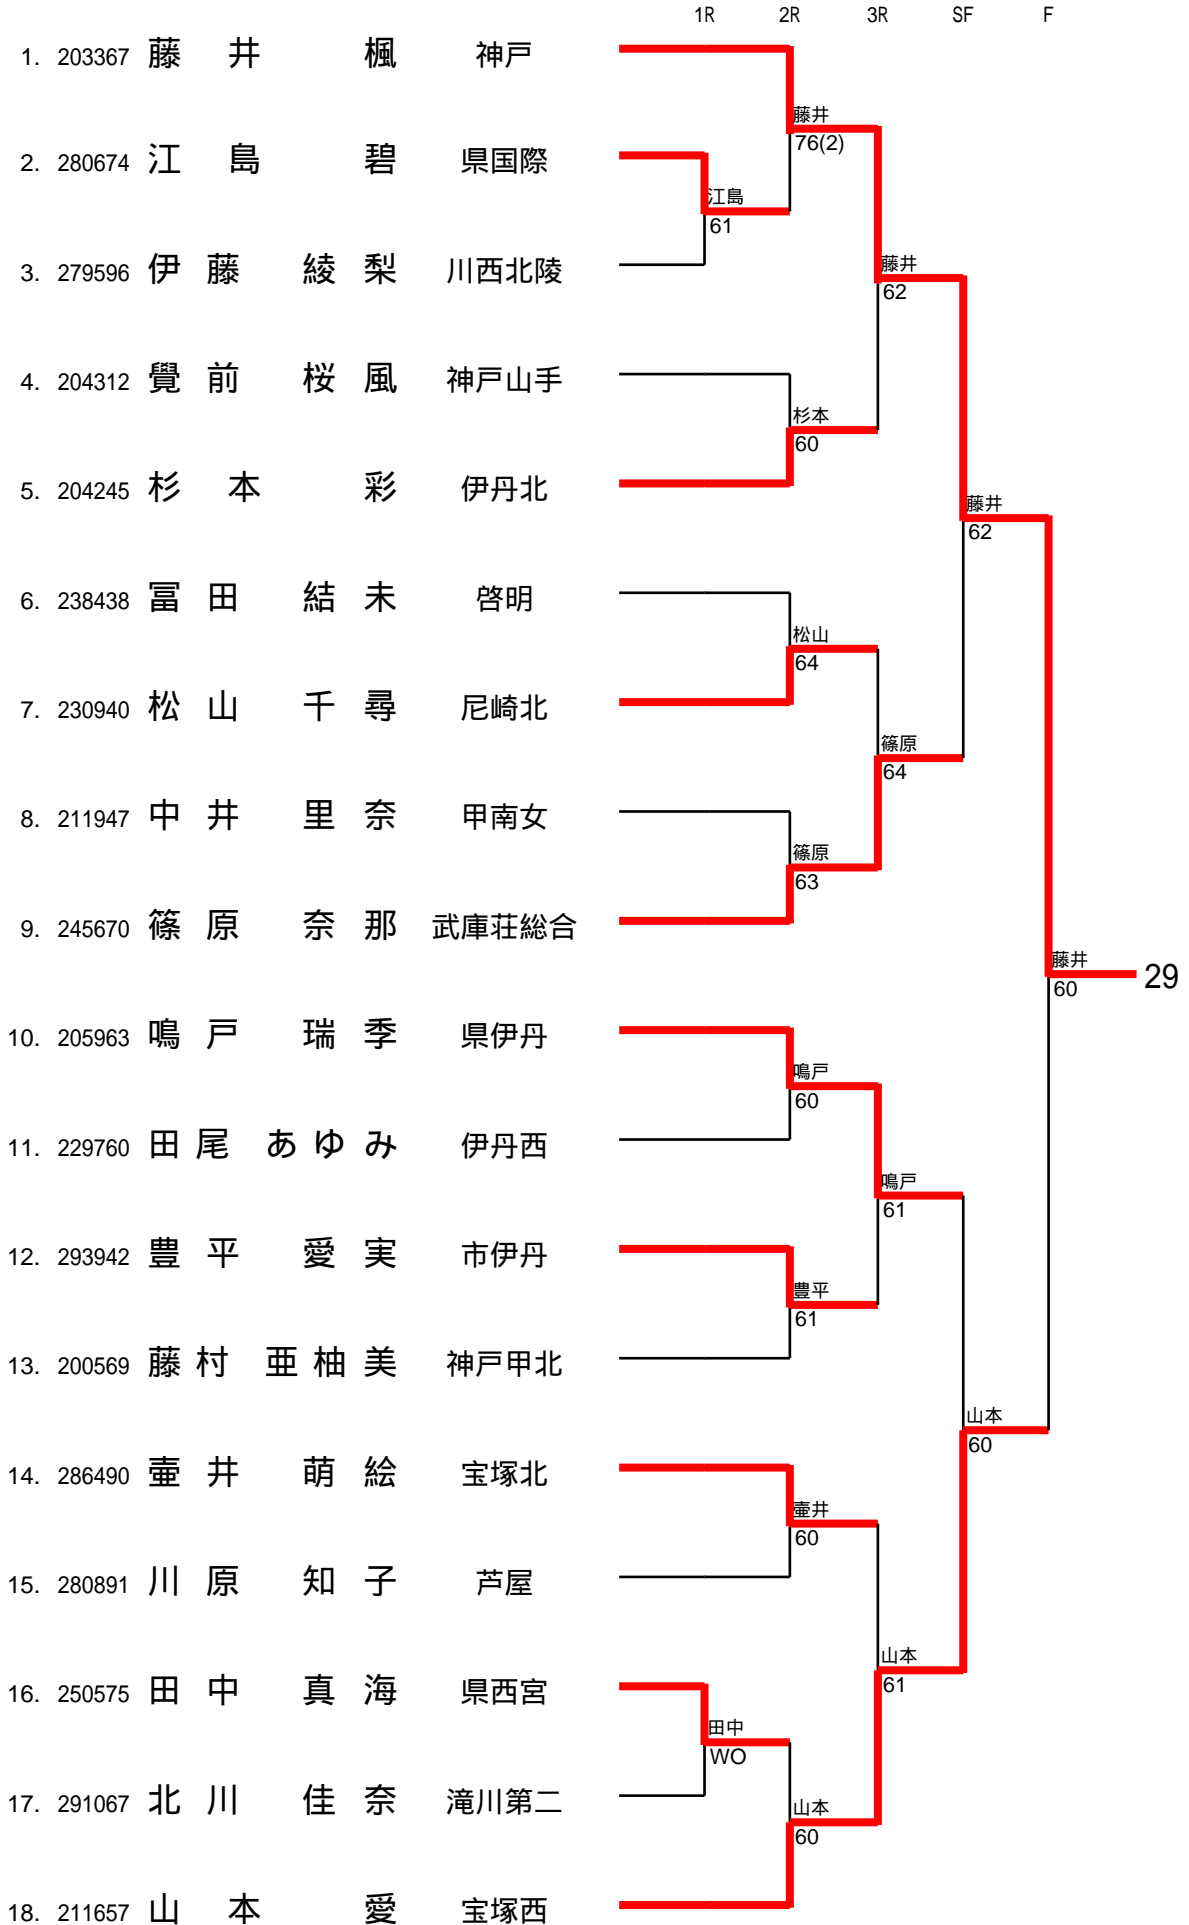 1R 2R 3R SF F
1. 203367 藤井 楓 神戸
藤井
76(2)
2. 280674 江島 碧 県国際
江島
61
3. 279596 伊藤 綾梨 川西北陵
藤井
62
4. 204312 覺前 桜風 神戸山手
杉本
60
5. 204245 杉本 彩 伊丹北
藤井
62
6. 238438 冨田 結未 啓明
松山
64
7. 230940 松山 千尋 尼崎北
篠原
64
8. 211947 中井 里奈 甲南女
篠原
63
9. 245670 篠原 奈那 武庫荘総合
藤井
60
29
10. 205963 鳴戸 瑞季 県伊丹
鳴戸
60
11. 229760 田尾 あゆみ 伊丹西
鳴戸
61
12. 293942 豊平 愛実 市伊丹
豊平
61
13. 200569 藤村 亜柚美 神戸甲北
山本
60
14. 286490 壷井 萌絵 宝塚北
壷井
60
15. 280891 川原 知子 芦屋
山本
61
16. 250575 田中 真海 県西宮
田中
WO
17. 291067 北川 佳奈 滝川第二
山本
60
18. 211657 山本 愛 宝塚西